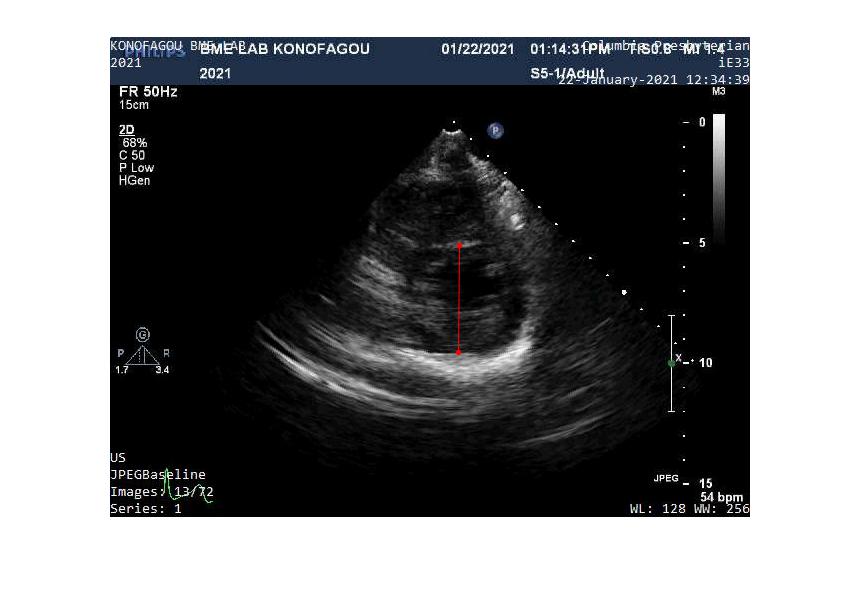 KONOFAGOU BME LAB
PHILIPS BME LAB KONOFAGOU 01/22/2021 01:14:31PM TIS0.8 MI 1.4
Columbia Presbyterian
2021
iE33
2021 S5-1/Adult
22-January-2021 12:34:39
FR 50Hz
15cm
M3
2D
68%
C 50
P Low
HGen
P
0
5
G
P R
1.7 3.4
X
10
US
JPEGBaseline
Images: 13/72
Series: 1
JPEG
15
54 bpm
WL: 128 WW: 256